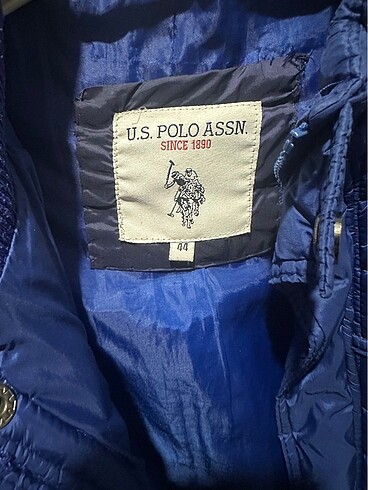 U.S. POLO ASSN.
SINCE 1890
44